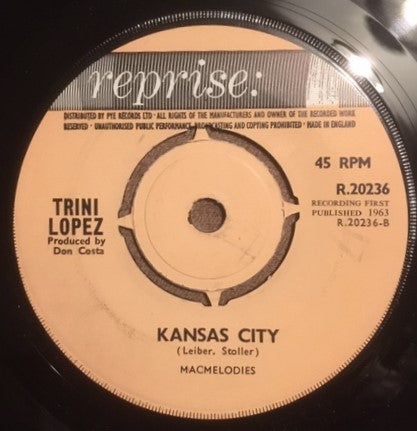 reprise:
DISTRIBUTED BY PYE RECORDS LTD · ALL RIGHTS OF THE MANUFACTURERS AND OWNER OF THE RECORDED WORK
RESERVED · UNAUTHORISED PUBLIC PERFORMANCE BROADCASTING AND COPYING PROHIBITED · MADE IN ENGLAND
45 RPM
R.20236
RECORDING FIRST
PUBLISHED 1963
R.20236-B
TRINI
LOPEZ
Produced by
Don Costa
KANSAS CITY
(Leiber. Stoller)
MACMELODIES